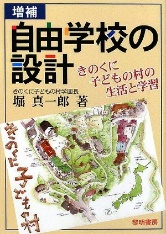 増補
自由学校の
設計
きのくに
子どもの村の
生活と学習
きのくに子どもの村学園長
堀 真一郎 著
きのくに子どもの村
黎明書房